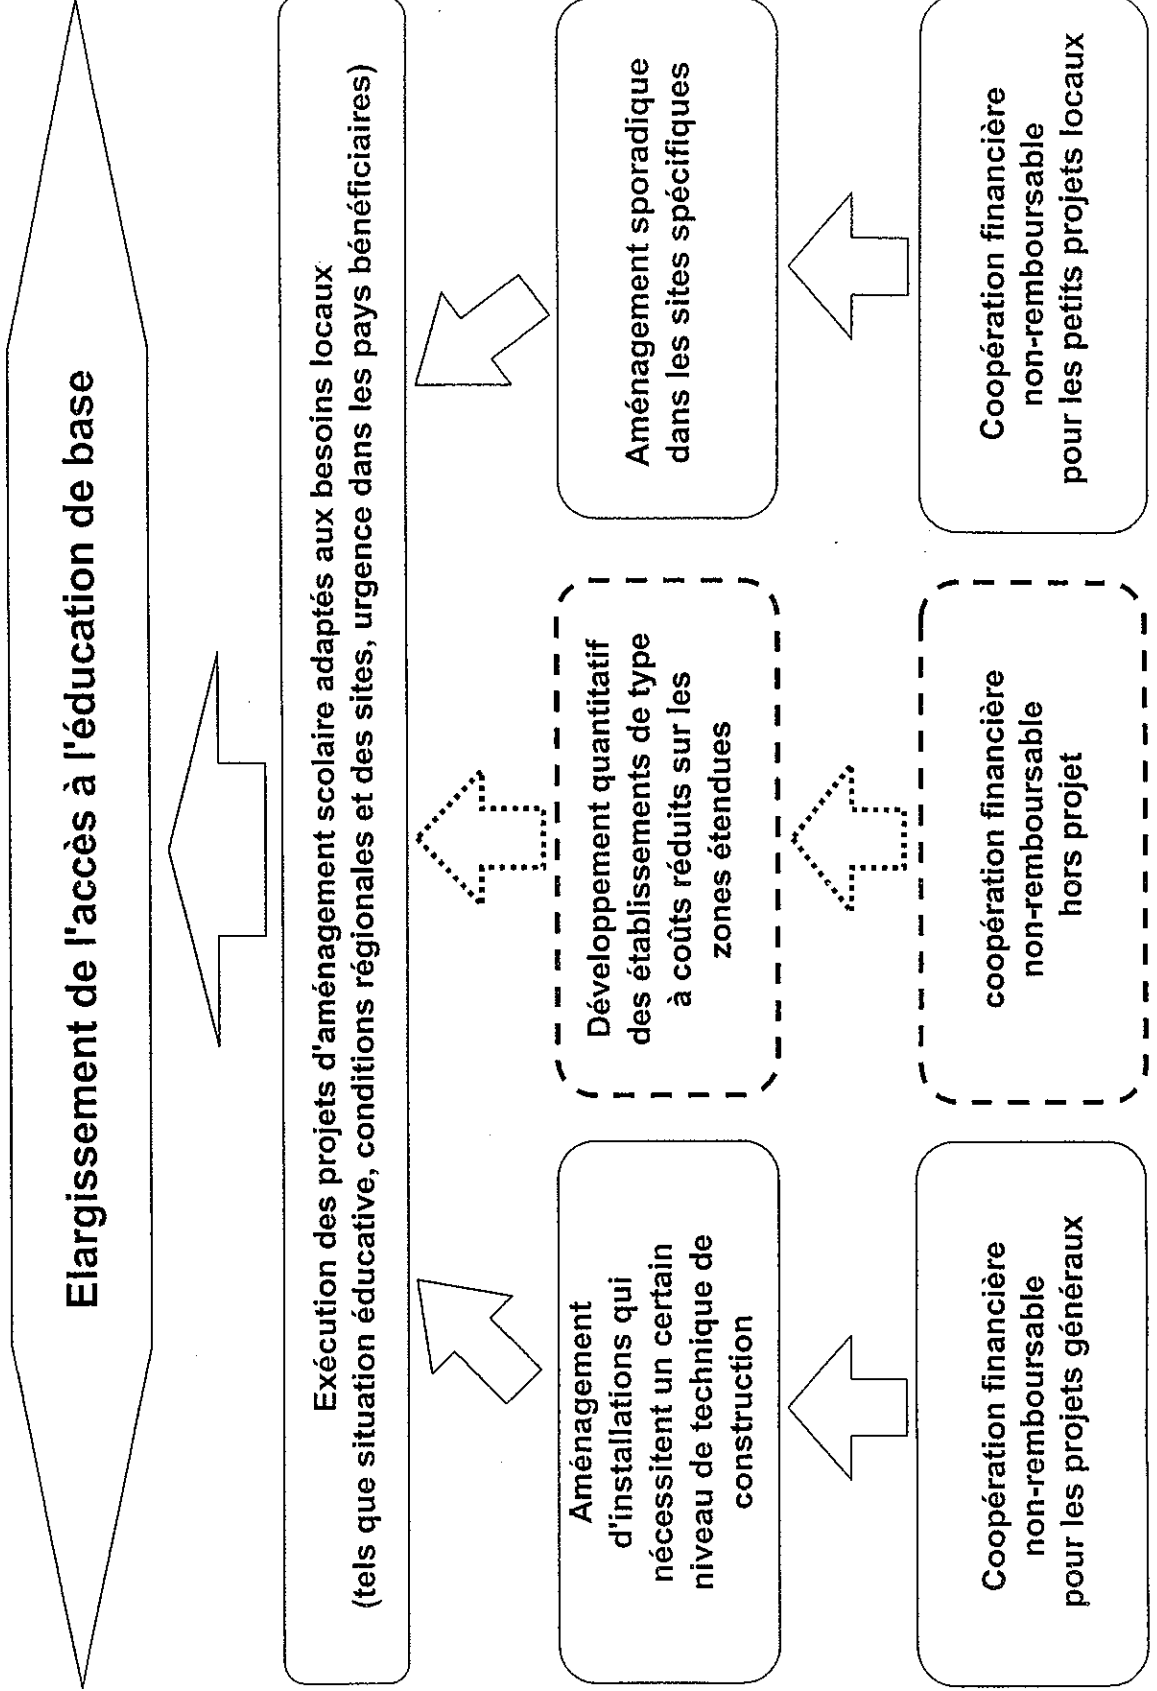 Elargissement de l'accès à l'éducation de base
Exécution des projets d'aménagement scolaire adaptés aux besoins locaux
(tels que situation éducative, conditions régionales et des sites, urgence dans les pays bénéficiaires)
Aménagement
d'installations qui
nécessitent un certain
niveau de technique de
construction
Développement quantitatif
des établissements de type
à coûts réduits sur les
zones étendues
Aménagement sporadique
dans les sites spécifiques
Coopération financière
non-remboursable
pour les projets généraux
coopération financière
non-remboursable
hors projet
Coopération financière
non-remboursable
pour les petits projets locaux